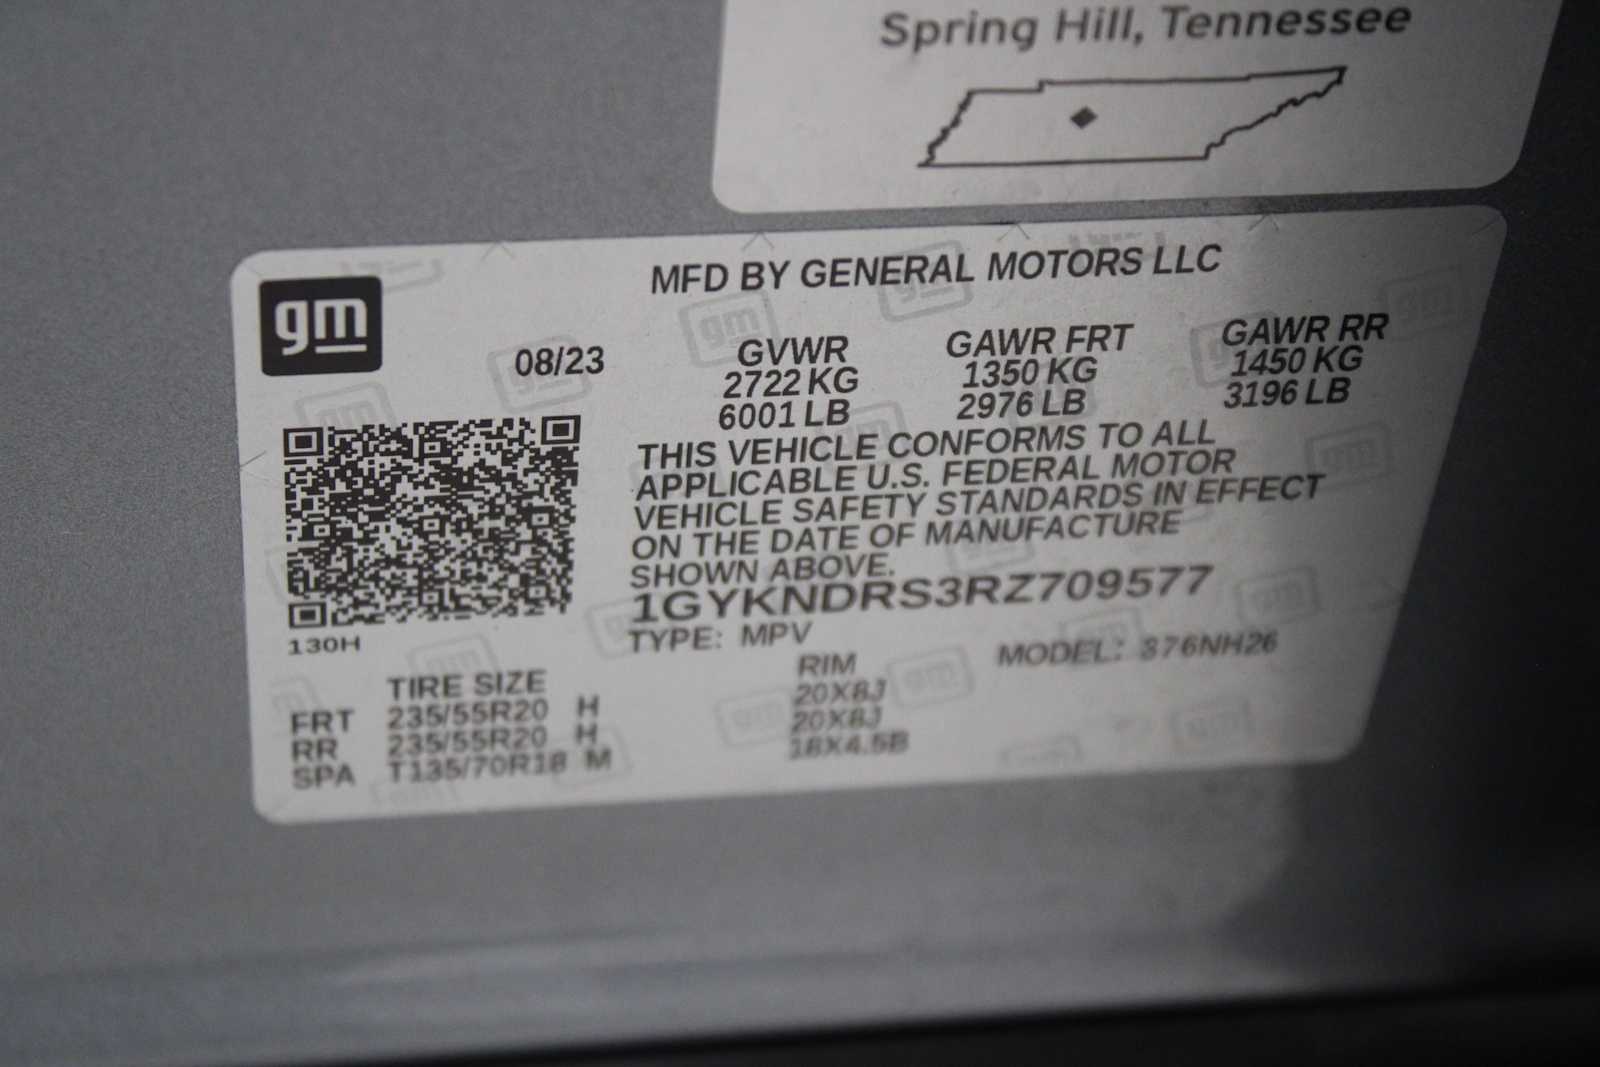 Spring Hill, Tennessee
gm
MFD BY GENERAL MOTORS LLC
08/23
GVWR GAWR FRT GAWR RR
2722 KG 1350 KG 1450 KG
6001 LB 2976 LB 3196 LB
THIS VEHICLE CONFORMS TO ALL
APPLICABLE U.S. FEDERAL MOTOR
VEHICLE SAFETY STANDARDS IN EFFECT
ON THE DATE OF MANUFACTURE
SHOWN ABOVE.
1GYKNDRS3RZ709577
130H
TYPE: MPV MODEL: S76NH26
TIRE SIZE RIM
FRT 235/55R20 H 20X8J
RR 235/55R20 H 20X8J
SPA T135/70R18 M 18X4.5B